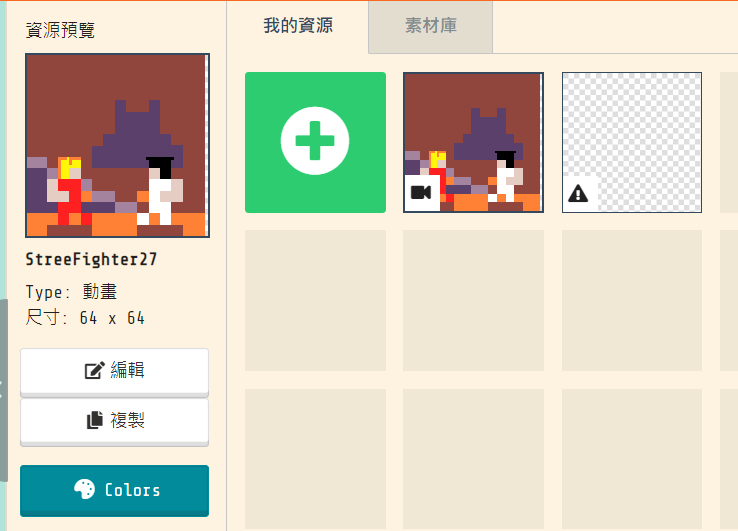 資源預覽
我的資源
素材庫
StreeFighter27
Type: 動畫
尺寸: 64 x 64
編輯
複製
Colors